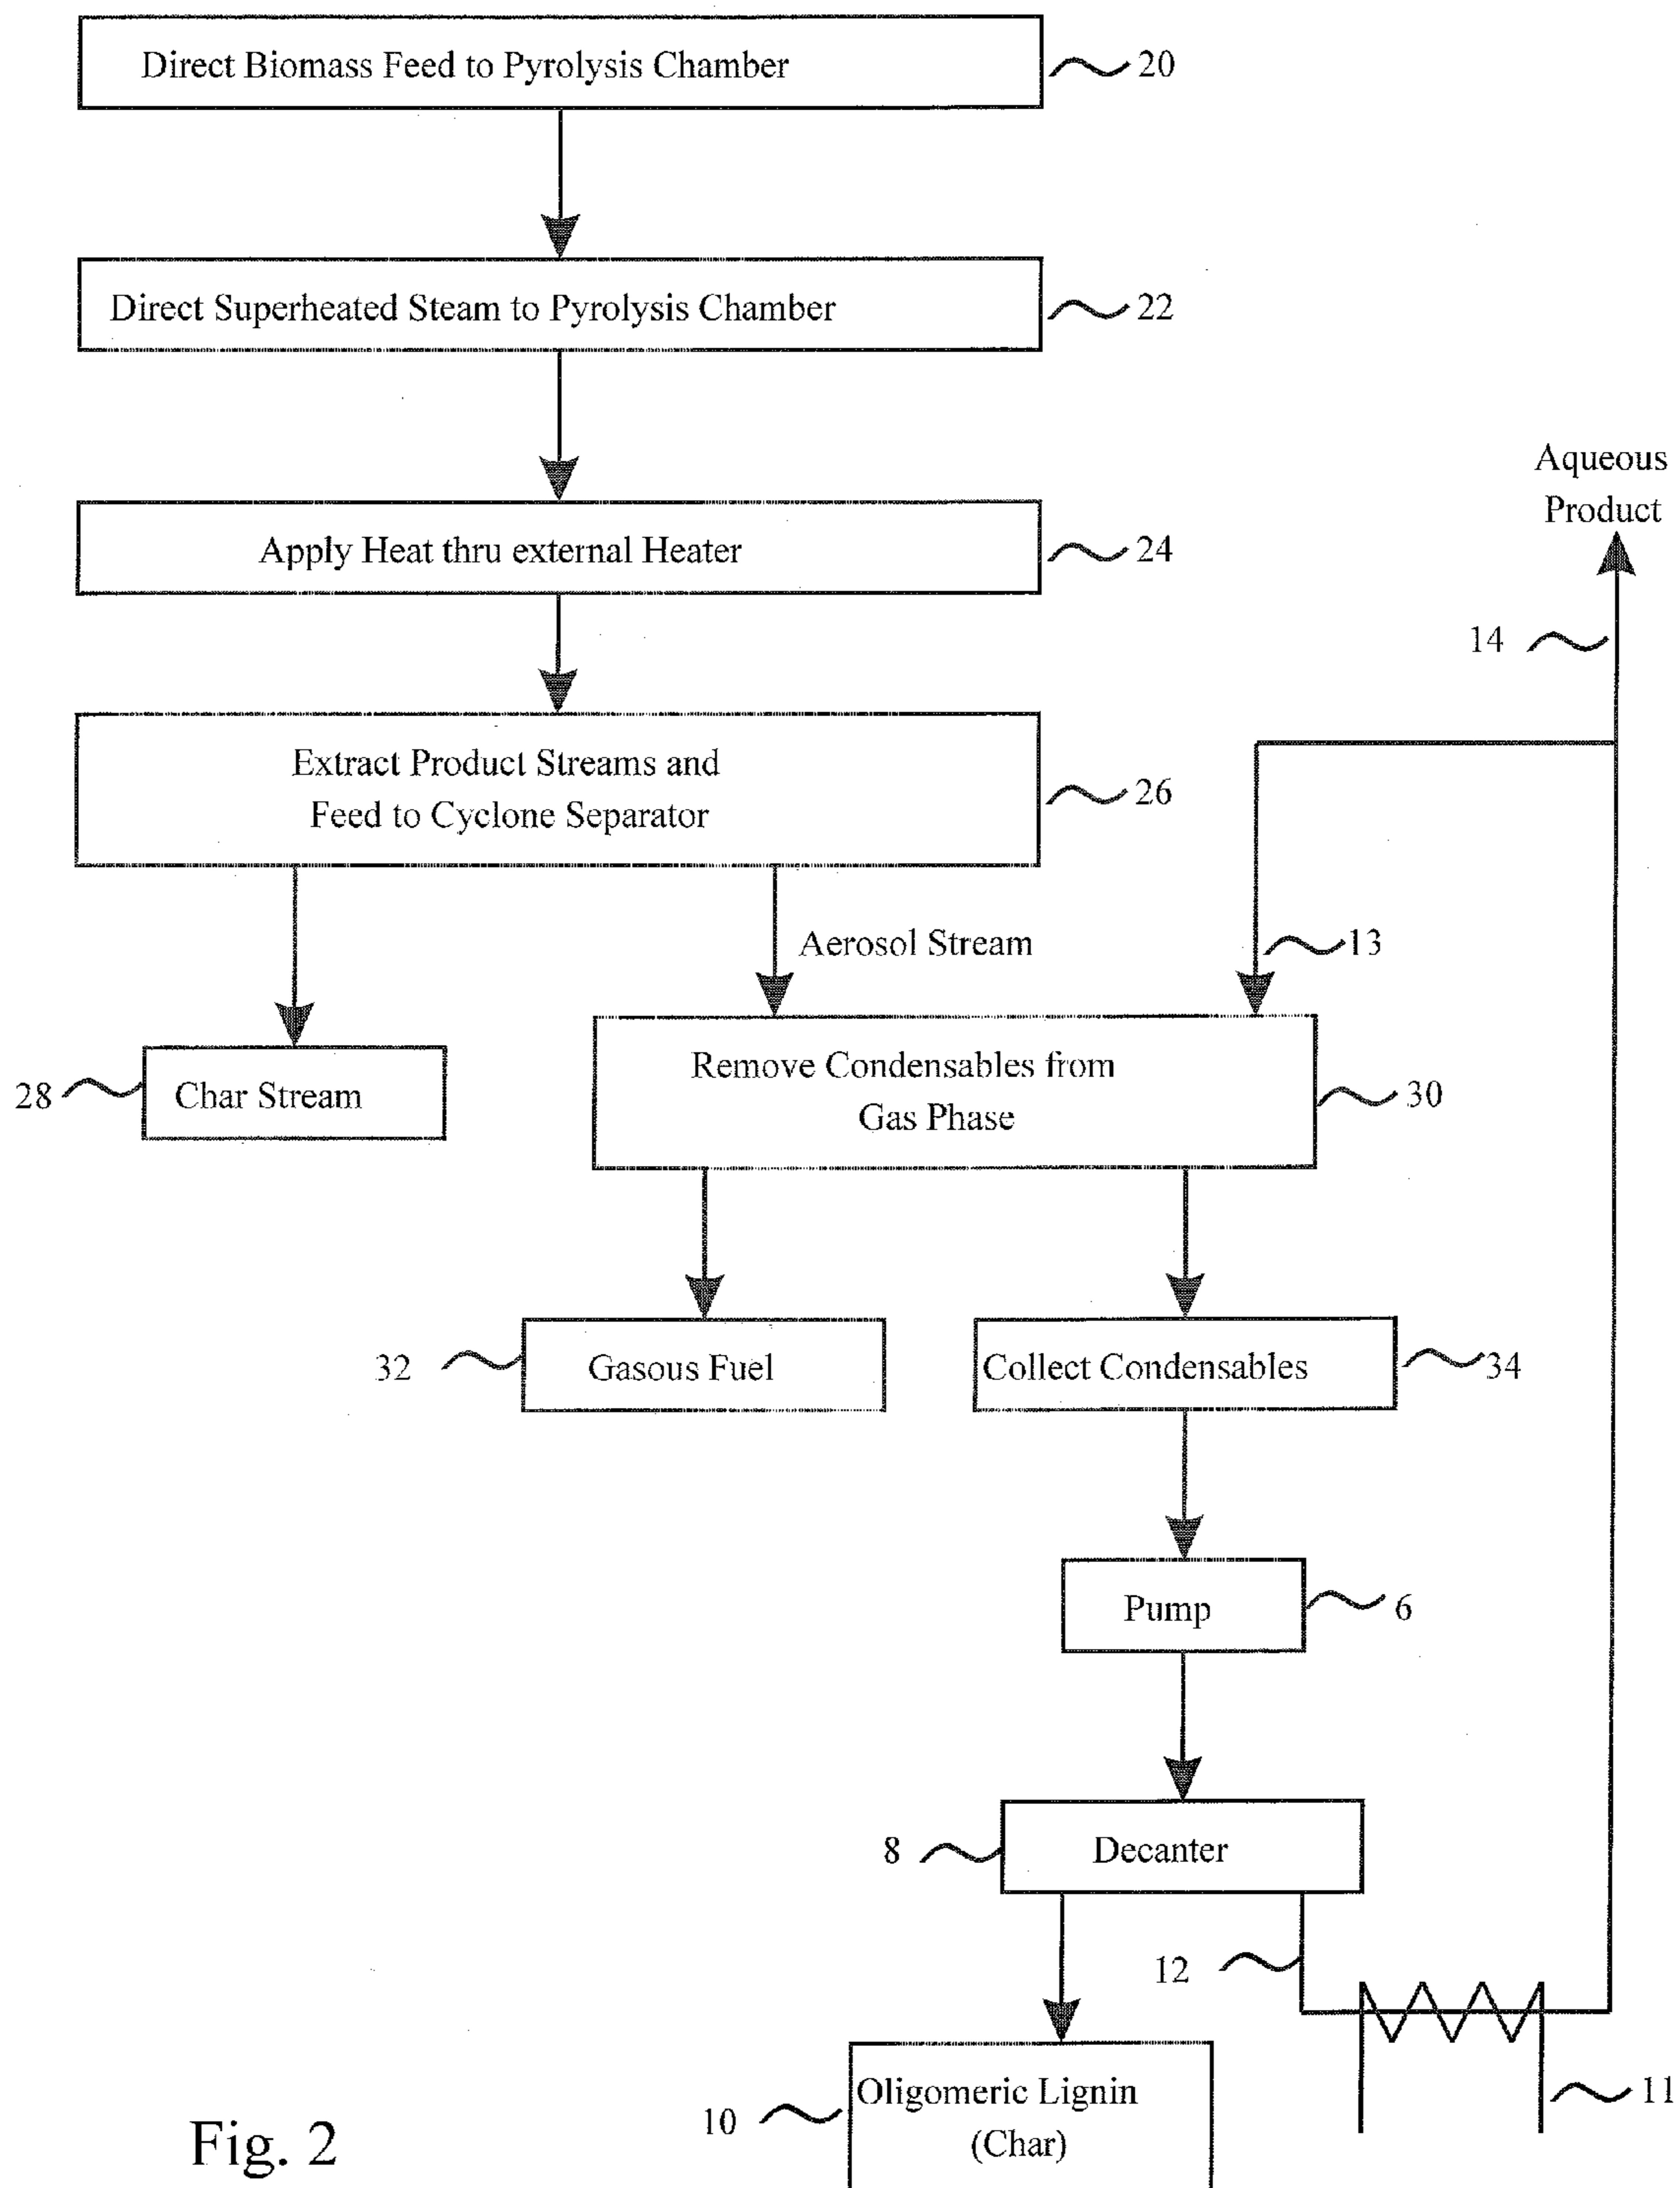 Direct Biomass Feed to Pyrolysis Chamber
20
Direct Superheated Steam to Pyrolysis Chamber
22
Aqueous
Product
Apply Heat thru external Heater
24
14
Extract Product Streams and
Feed to Cyclone Separator
26
Aerosol Stream
13
Remove Condensables from
Gas Phase
30
28
Char Stream
32
Gasous Fuel
Collect Condensables
34
Pump
6
8
Decanter
12
10
Oligomeric Lignin
(Char)
11
Fig. 2